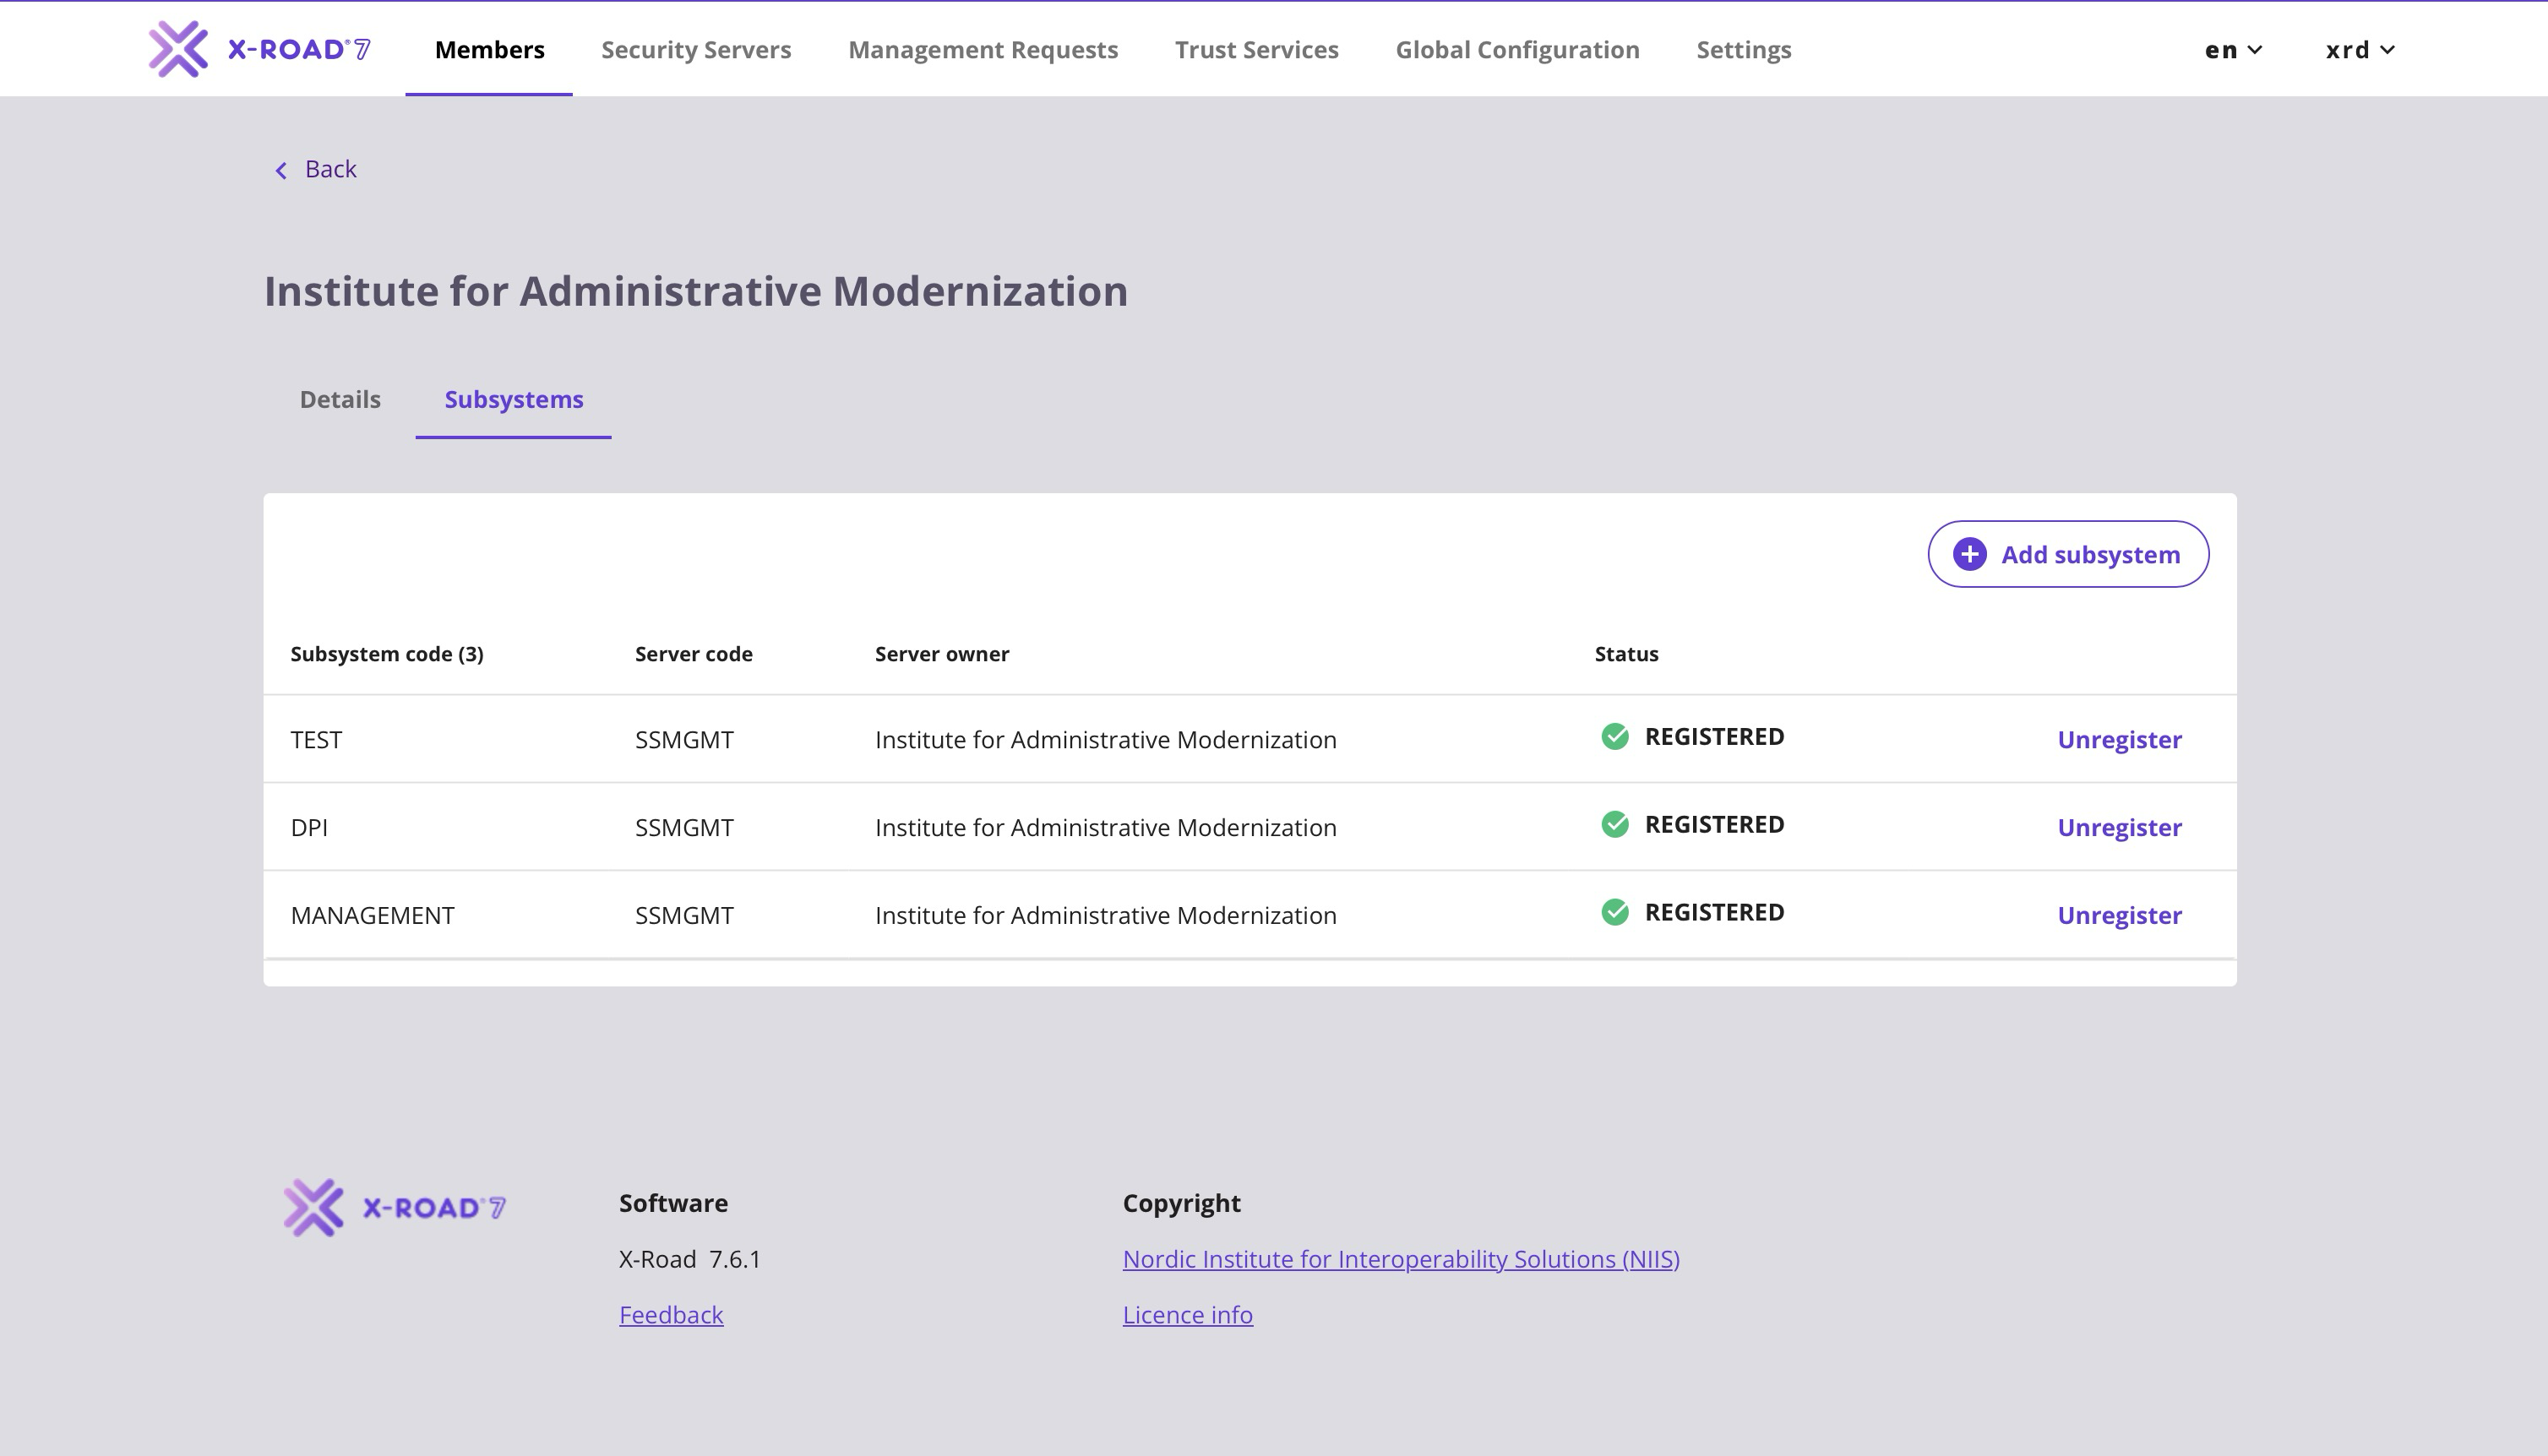 X-ROAD® 7 Members Security Servers Management Requests Trust Services Global Configuration Settings en xrd
Back
Institute for Administrative Modernization
Details Subsystems
Add subsystem
Subsystem code (3) Server code Server owner Status
TEST SSMGMT Institute for Administrative Modernization REGISTERED Unregister
DPI SSMGMT Institute for Administrative Modernization REGISTERED Unregister
MANAGEMENT SSMGMT Institute for Administrative Modernization REGISTERED Unregister
X-ROAD® 7 Software Copyright
X-Road 7.6.1 Nordic Institute for Interoperability Solutions (NIIS)
Feedback Licence info